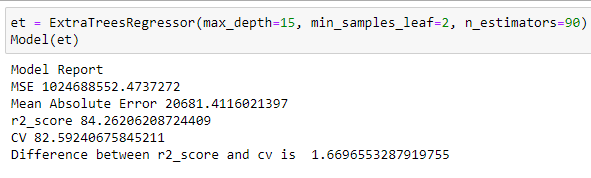 et = ExtraTreesRegressor(max_depth=15, min_samples_leaf=2, n_estimators=90)
Model(et)
Model Report
MSE 1024688552.4737272
Mean Absolute Error 20681.4116021397
r2_score 84.26206208724409
CV 82.59240675845211
Difference between r2_score and cv is  1.6696553287919755